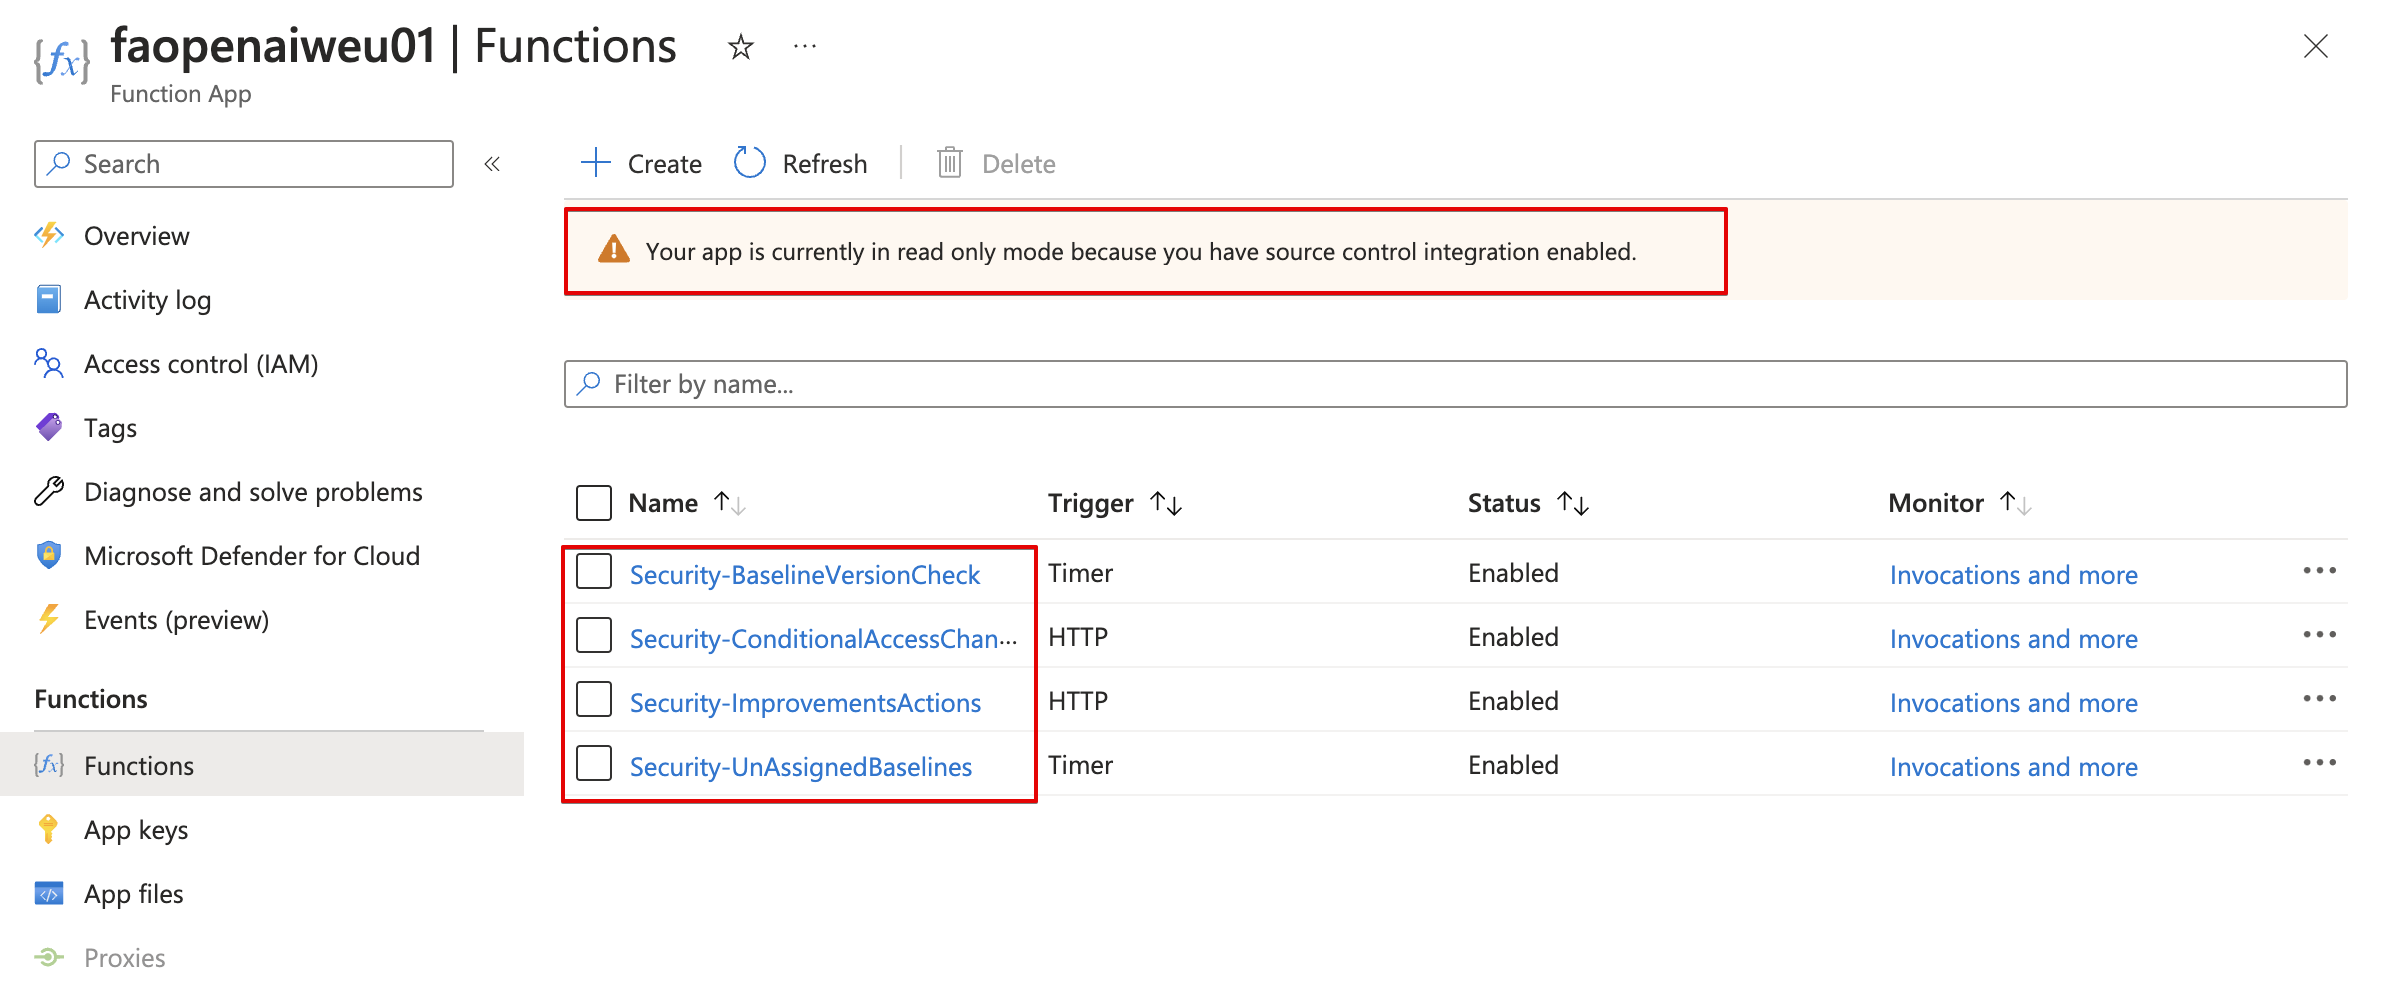 faopenaiweu01 | Functions
Function App
Search
Overview
Activity log
Access control (IAM)
Tags
Diagnose and solve problems
Microsoft Defender for Cloud
Events (preview)
Functions
Functions
App keys
App files
Proxies
Create Refresh Delete
Your app is currently in read only mode because you have source control integration enabled.
Filter by name...
Name Trigger Status Monitor
Security-BaselineVersionCheck Timer Enabled Invocations and more
Security-ConditionalAccessChan... HTTP Enabled Invocations and more
Security-ImprovementsActions HTTP Enabled Invocations and more
Security-UnAssignedBaselines Timer Enabled Invocations and more